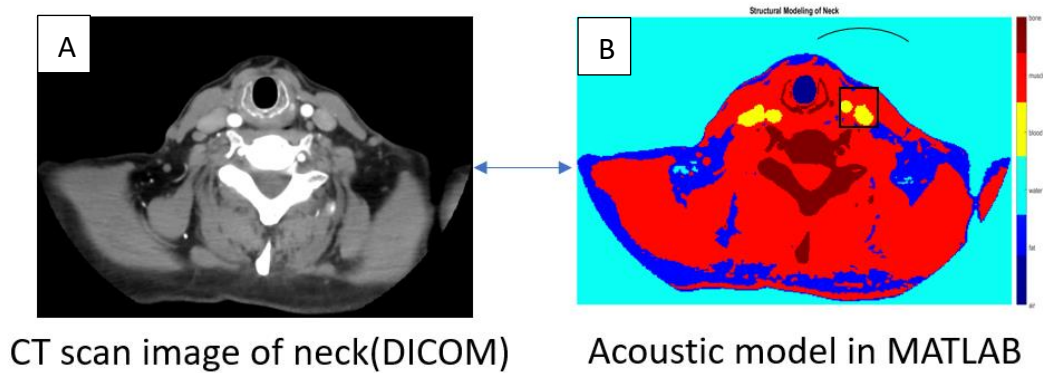 A
B
Structural Modeling of Neck
bone
muscl
blood
water
fat
air
CT scan image of neck(DICOM)
Acoustic model in MATLAB